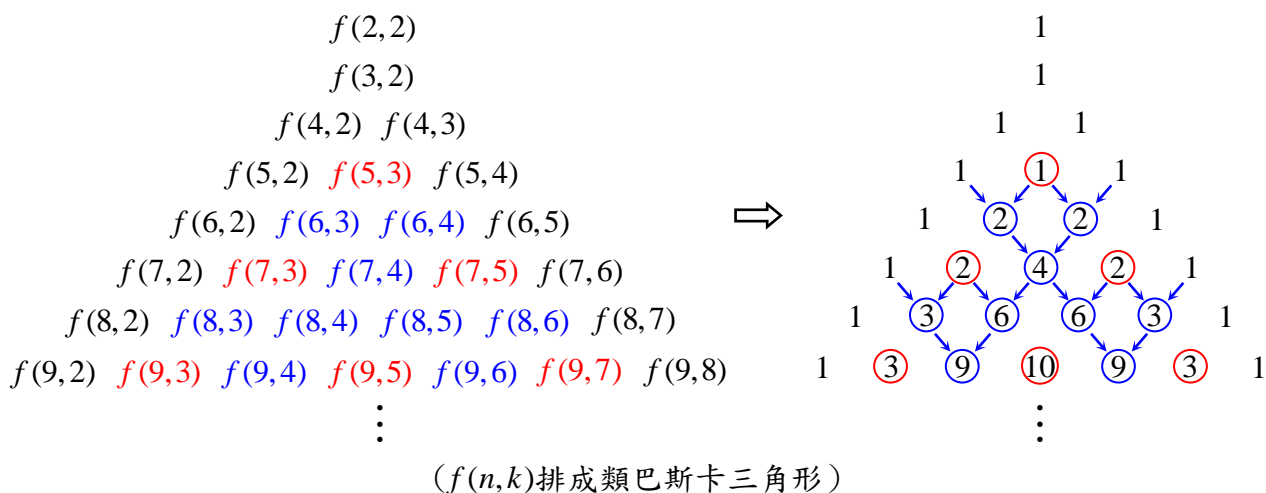 f(2,2) 1
f(3,2) 1
f(4,2) f(4,3) 1 1
f(5,2) f(5,3) f(5,4) 1 1 1
f(6,2) f(6,3) f(6,4) f(6,5) ⇨ 1 2 2 1
f(7,2) f(7,3) f(7,4) f(7,5) f(7,6) 1 2 4 2 1
f(8,2) f(8,3) f(8,4) f(8,5) f(8,6) f(8,7) 1 3 6 6 3 1
f(9,2) f(9,3) f(9,4) f(9,5) f(9,6) f(9,7) f(9,8) 1 3 9 10 9 3 1
⋮ ⋮
(f(n,k)排成類巴斯卡三角形)